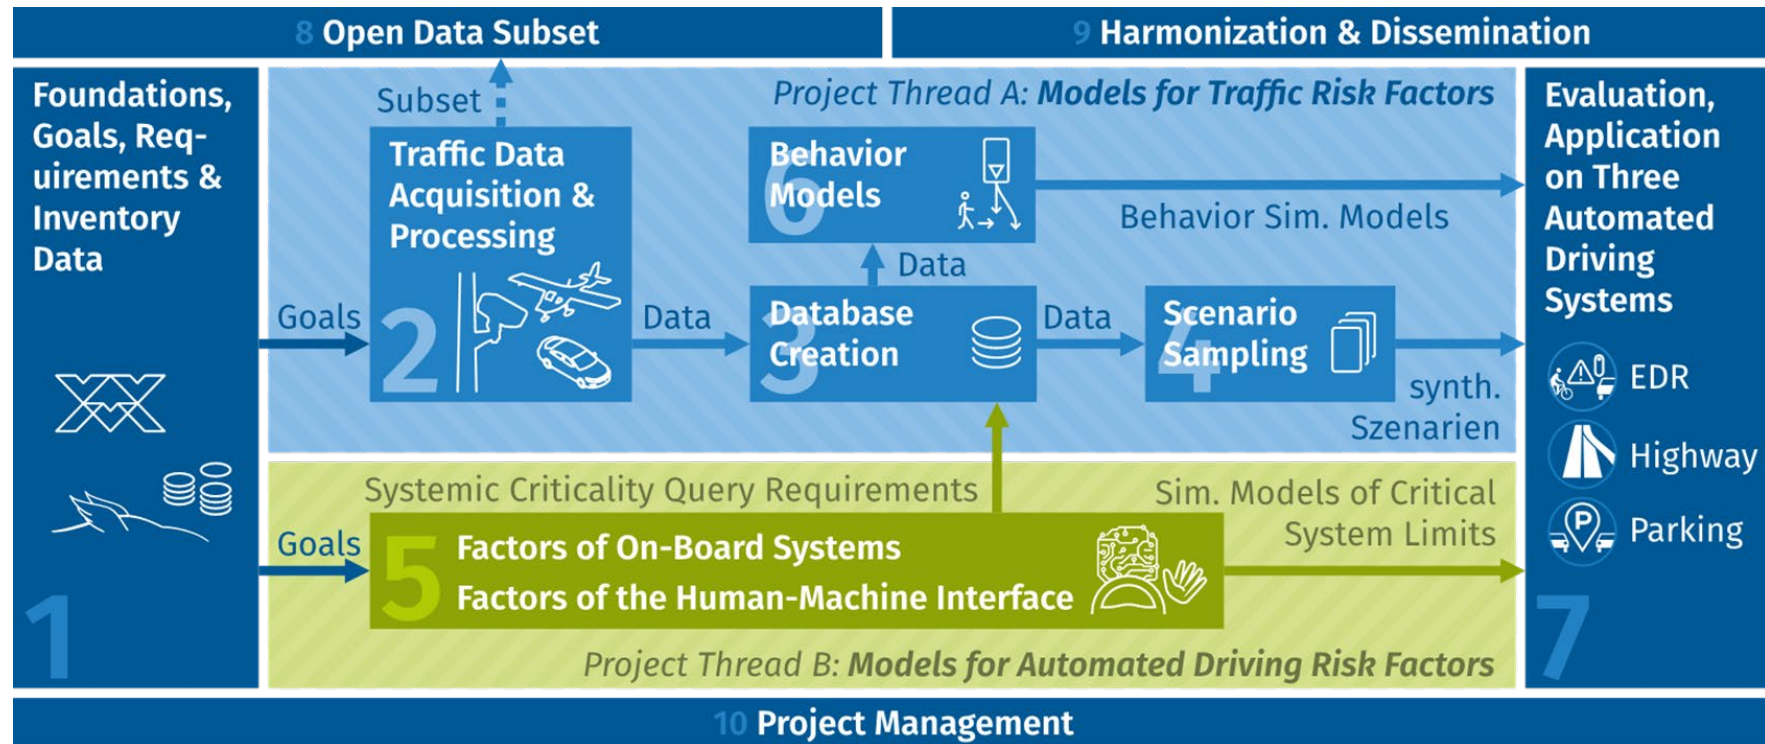 8 Open Data Subset
9 Harmonization & Dissemination
Foundations,
Goals, Req-
uirements &
Inventory
Data
1
Subset
Project Thread A: Models for Traffic Risk Factors
Traffic Data
Acquisition &
Processing
2
Goals
Data
Behavior
Models
6
Behavior Sim. Models
Data
Database
Creation
3
Data
Scenario
Sampling
4
synth.
Szenarien
Systemic Criticality Query Requirements
Sim. Models of Critical
System Limits
Goals
5
Factors of On-Board Systems
Factors of the Human-Machine Interface
Project Thread B: Models for Automated Driving Risk Factors
Evaluation,
Application
on Three
Automated
Driving
Systems
EDR
Highway
P
Parking
7
10 Project Management